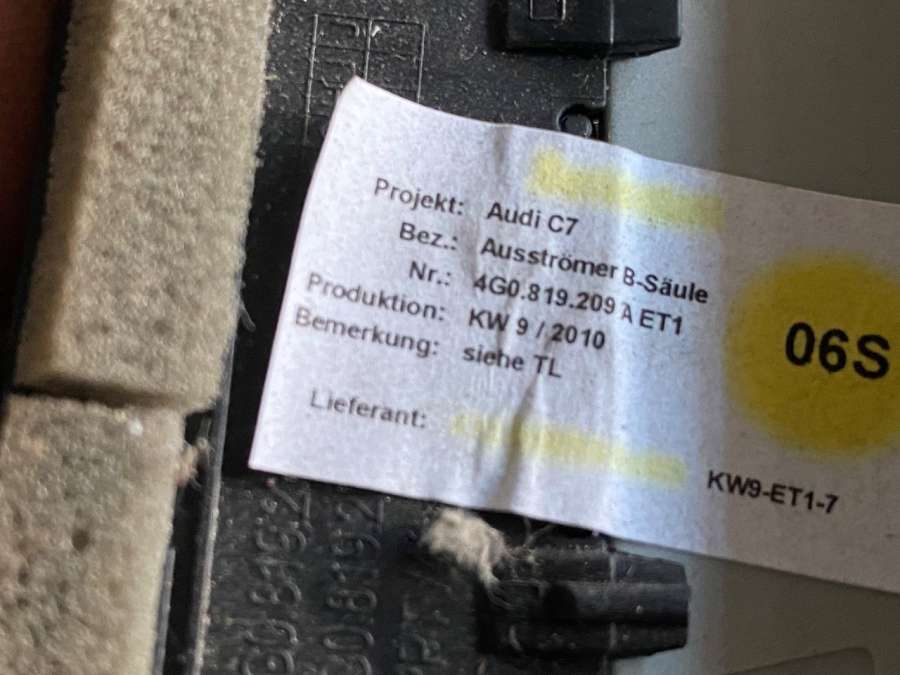 Projekt: Audi C7
Bez.: Ausströmer B-Säule
Nr.: 4G0.819.209 A ET1
Produktion: KW 9 / 2010
Bemerkung: siehe TL
Lieferant:
06S
KW9-ET1-7